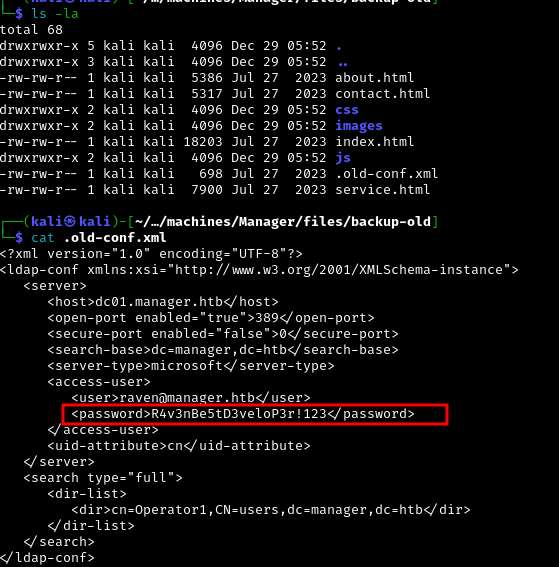 ┌──(kali㉿kali)-[~/…/machines/Manager/files/backup-old]
└─$ ls -la
total 68
drwxrwxr-x 5 kali kali  4096 Dec 29 05:52 .
drwxrwxr-x 3 kali kali  4096 Dec 29 05:52 ..
-rw-rw-r-- 1 kali kali  5386 Jul 27  2023 about.html
-rw-rw-r-- 1 kali kali  5317 Jul 27  2023 contact.html
drwxrwxr-x 2 kali kali  4096 Dec 29 05:52 css
drwxrwxr-x 2 kali kali  4096 Dec 29 05:52 images
-rw-rw-r-- 1 kali kali 18203 Jul 27  2023 index.html
drwxrwxr-x 2 kali kali  4096 Dec 29 05:52 js
-rw-rw-r-- 1 kali kali   698 Jul 27  2023 .old-conf.xml
-rw-rw-r-- 1 kali kali  7900 Jul 27  2023 service.html
┌──(kali㉿kali)-[~/…/machines/Manager/files/backup-old]
└─$ cat .old-conf.xml
<?xml version="1.0" encoding="UTF-8"?>
<ldap-conf xmlns:xsi="http://www.w3.org/2001/XMLSchema-instance">
   <server>
      <host>dc01.manager.htb</host>
      <open-port enabled="true">389</open-port>
      <secure-port enabled="false">0</secure-port>
      <search-base>dc=manager,dc=htb</search-base>
      <server-type>microsoft</server-type>
      <access-user>
         <user>raven@manager.htb</user>
         <password>R4v3nBe5tD3veloP3r!123</password>
      </access-user>
      <uid-attribute>cn</uid-attribute>
   </server>
   <search type="full">
      <dir-list>
         <dir>cn=Operator1,CN=users,dc=manager,dc=htb</dir>
      </dir-list>
   </search>
</ldap-conf>